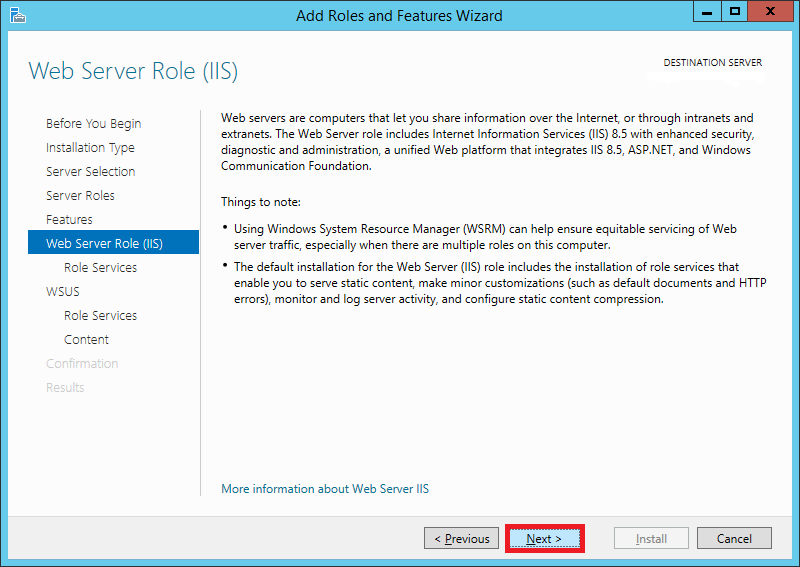 Add Roles and Features Wizard
Web Server Role (IIS)
DESTINATION SERVER
Before You Begin
Installation Type
Server Selection
Server Roles
Features
Web Server Role (IIS)
Role Services
WSUS
Role Services
Content
Confirmation
Results
Web servers are computers that let you share information over the Internet, or through intranets and
extranets. The Web Server role includes Internet Information Services (IIS) 8.5 with enhanced security,
diagnostic and administration, a unified Web platform that integrates IIS 8.5, ASP.NET, and Windows
Communication Foundation.
Things to note:
• Using Windows System Resource Manager (WSRM) can help ensure equitable servicing of Web
server traffic, especially when there are multiple roles on this computer.
• The default installation for the Web Server (IIS) role includes the installation of role services that
enable you to serve static content, make minor customizations (such as default documents and HTTP
errors), monitor and log server activity, and configure static content compression.
More information about Web Server IIS
< Previous
Next >
Install
Cancel